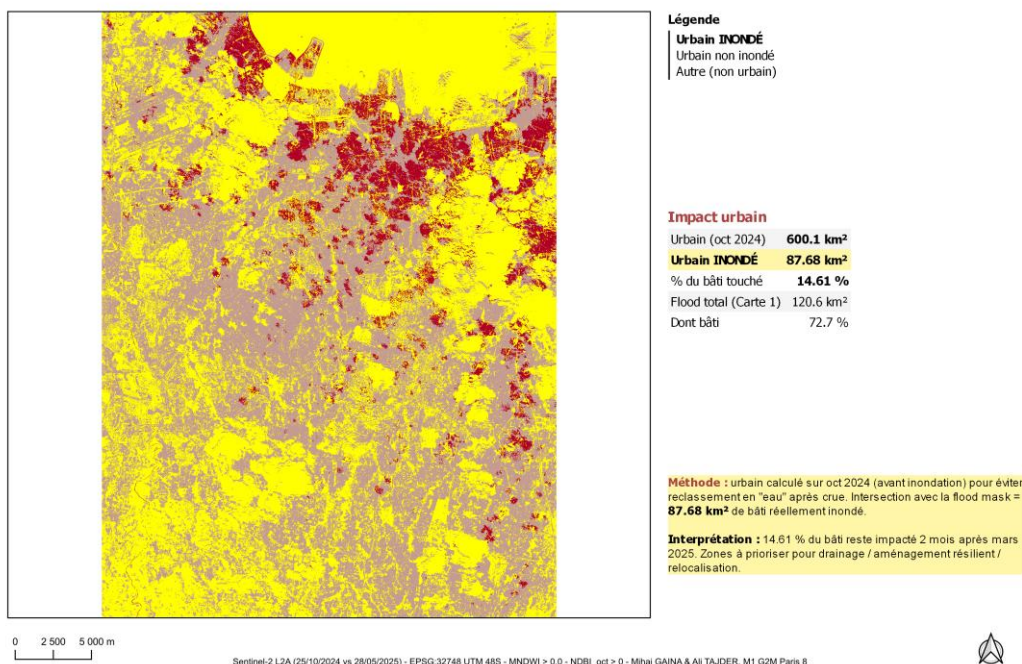 Légende
Urbain INONDÉ
Urbain non inondé
Autre (non urbain)
Impact urbain
Urbain (oct 2024) 600.1 km²
Urbain INONDÉ 87.68 km²
% du bâti touché 14.61 %
Flood total (Carte 1) 120.6 km²
Dont bâti 72.7 %
Méthode : urbain calculé sur oct 2024 (avant inondation) pour éviter
reclassement en "eau" après crue. Intersection avec la flood mask =
87.68 km² de bâti réellement inondé.
Interprétation : 14.61 % du bâti reste impacté 2 mois après mars
2025. Zones à prioriser pour drainage / aménagement résilient /
relocalisation.
0 2 500 5 000 m
Sentinel-2 L2A (25/10/2024 vs 28/05/2025) - EPSG:32748 UTM 48S - MNDWI > 0.0 - NDBI_oct > 0 - Mihai GAINA & Ali TAJDER, M1 G2M Paris 8